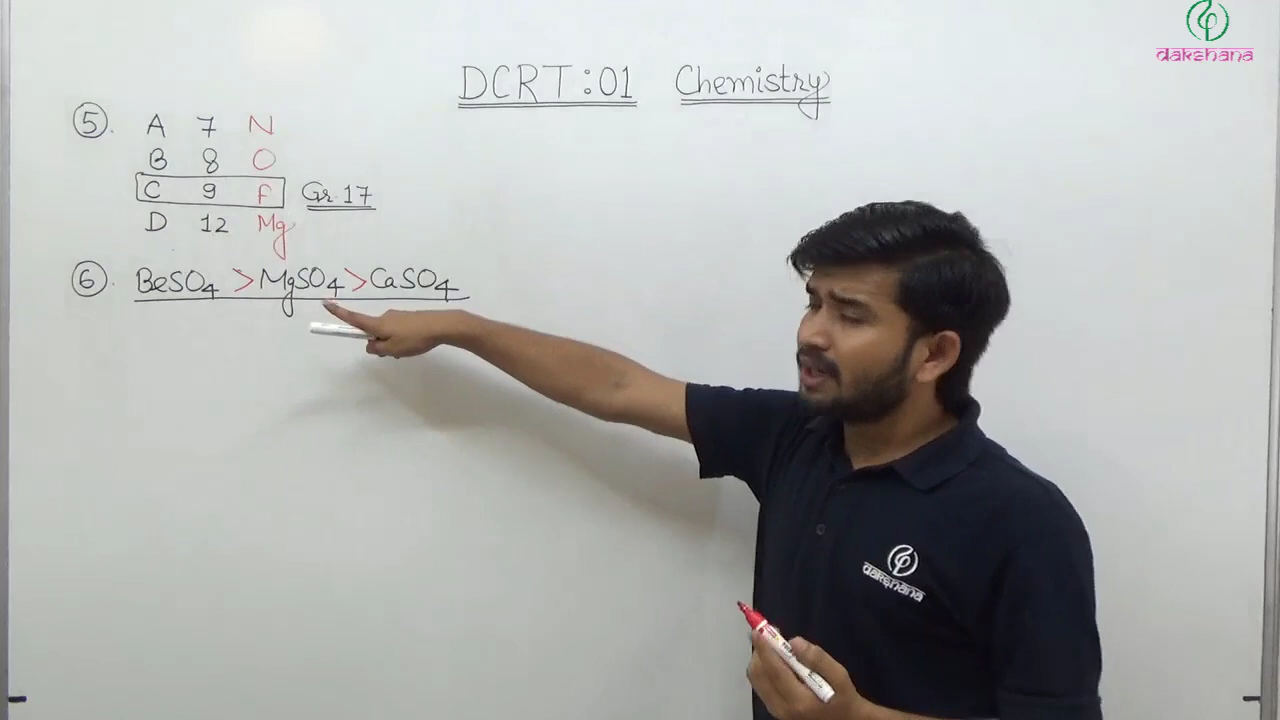 dakshana
DCRT:01 Chemistry
5. A 7 N
B 8 O
C 9 F Gr. 17
D 12 Mg
6. BeSO4 > MgSO4 > CaSO4
dakshana